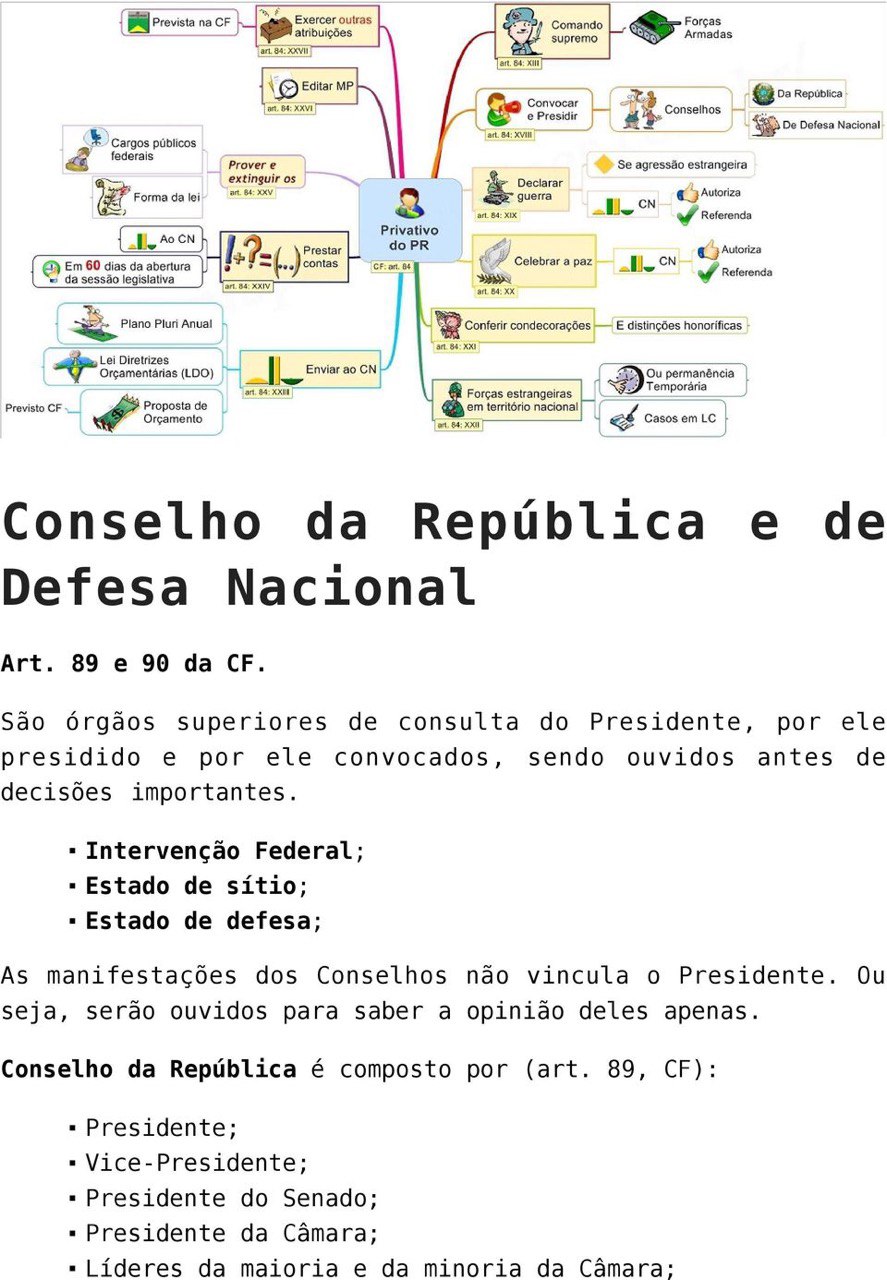 Prevista na CF
Exercer outras
atribuições
art. 84: XXVII
Editar MP
art. 84: XXVI
Cargos públicos
federais
Forma da lei
Prover e
extinguir os
art. 84: XXV
Ao CN
Em 60 dias da abertura
da sessão legislativa
Prestar
contas
art. 84: XXIV
Plano Pluri Anual
Lei Diretrizes
Orçamentárias (LDO)
Previsto CF
Proposta de
Orçamento
Enviar ao CN
art. 84: XXIII
Privativo
do PR
CF: art. 84
Comando
supremo
art. 84: XIII
Forças
Armadas
Convocar
e Presidir
art. 84: XVIII
Conselhos
Da República
De Defesa Nacional
Declarar
guerra
art. 84: XIX
Se agressão estrangeira
CN
Autoriza
Referenda
Celebrar a paz
art. 84: XX
CN
Autoriza
Referenda
Conferir condecorações
art. 84: XXI
E distinções honoríficas
Forças estrangeiras
em território nacional
art. 84: XXII
Ou permanência
Temporária
Casos em LC
Conselho da República e de
Defesa Nacional
Art. 89 e 90 da CF.
São órgãos superiores de consulta do Presidente, por ele
presidido e por ele convocados, sendo ouvidos antes de
decisões importantes.
▪ Intervenção Federal;
▪ Estado de sítio;
▪ Estado de defesa;
As manifestações dos Conselhos não vincula o Presidente. Ou
seja, serão ouvidos para saber a opinião deles apenas.
Conselho da República é composto por (art. 89, CF):
▪ Presidente;
▪ Vice-Presidente;
▪ Presidente do Senado;
▪ Presidente da Câmara;
▪ Líderes da maioria e da minoria da Câmara;